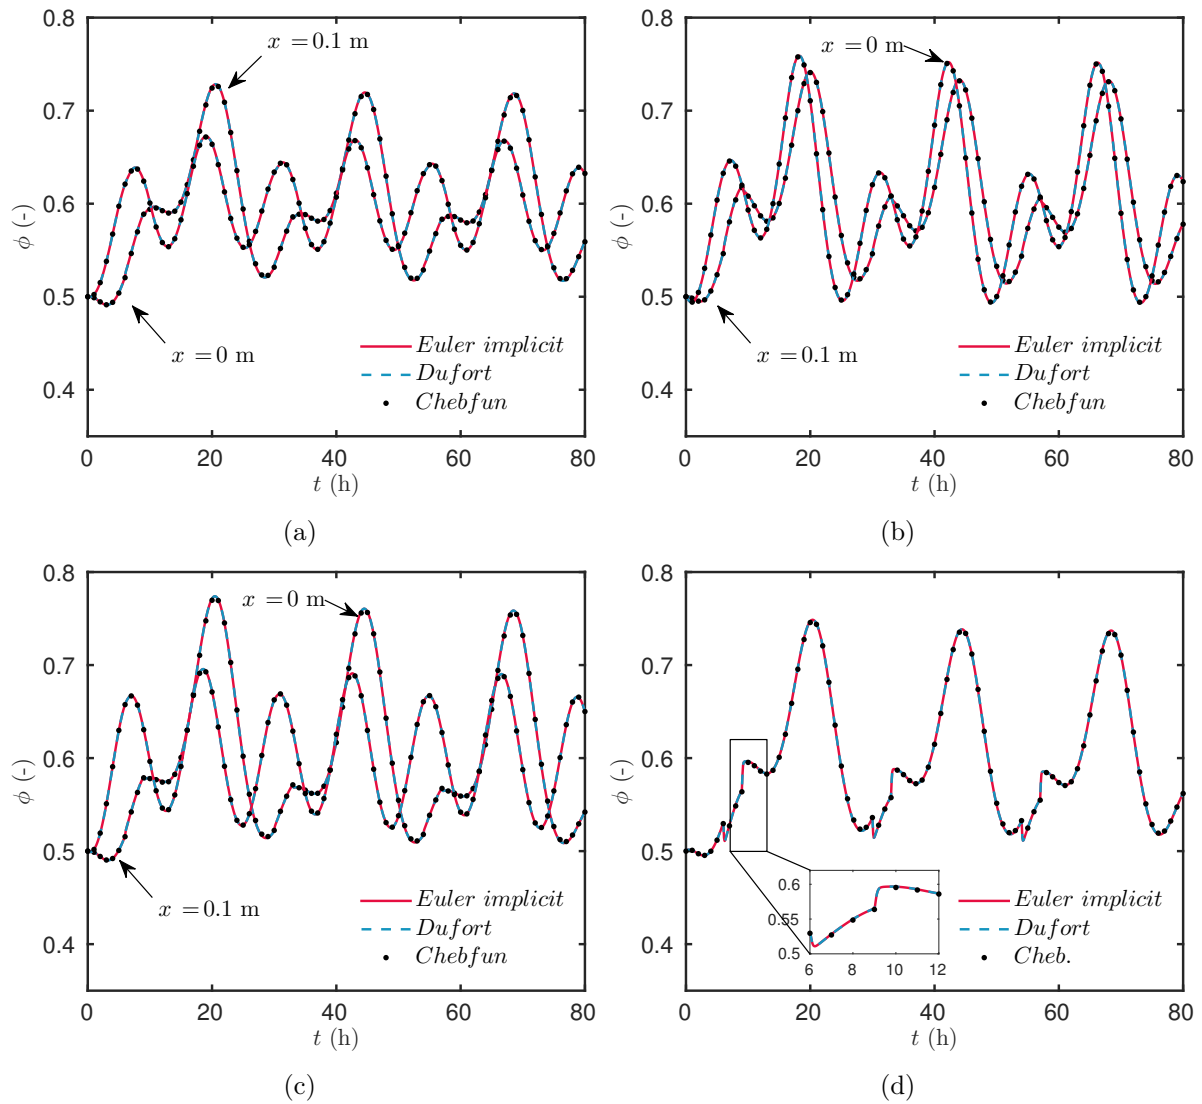 0.8
0.7
0.6
0.5
0.4
ϕ (-)
x = 0.1 m
x = 0 m
Euler implicit
Dufort
Chebfun
0 20 40 60 80
t (h)
(a)
0.8
0.7
0.6
0.5
0.4
ϕ (-)
x = 0 m
x = 0.1 m
Euler implicit
Dufort
Chebfun
0 20 40 60 80
t (h)
(b)
0.8
0.7
0.6
0.5
0.4
ϕ (-)
x = 0 m
x = 0.1 m
Euler implicit
Dufort
Chebfun
0 20 40 60 80
t (h)
(c)
0.8
0.7
0.6
0.5
0.4
ϕ (-)
0.6
0.55
0.5
6 8 10 12
Euler implicit
Dufort
Cheb.
0 20 40 60 80
t (h)
(d)